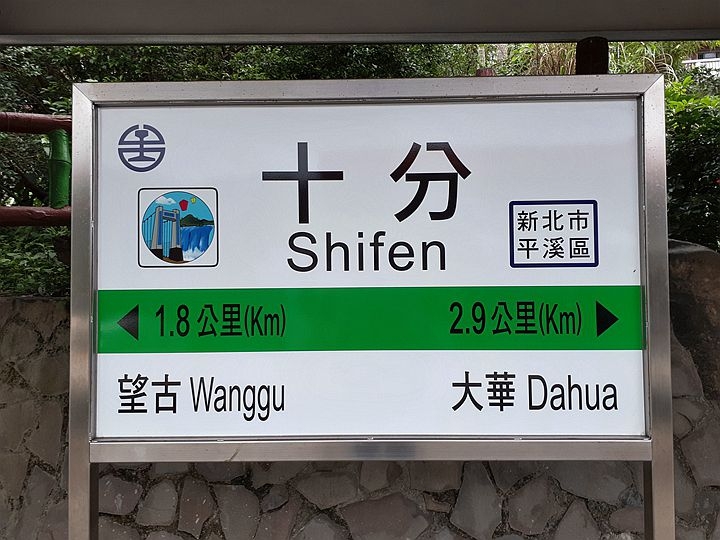 十分
Shifen
新北市
平溪區
1.8公里(Km)
2.9公里(Km)
望古 Wanggu
大華 Dahua